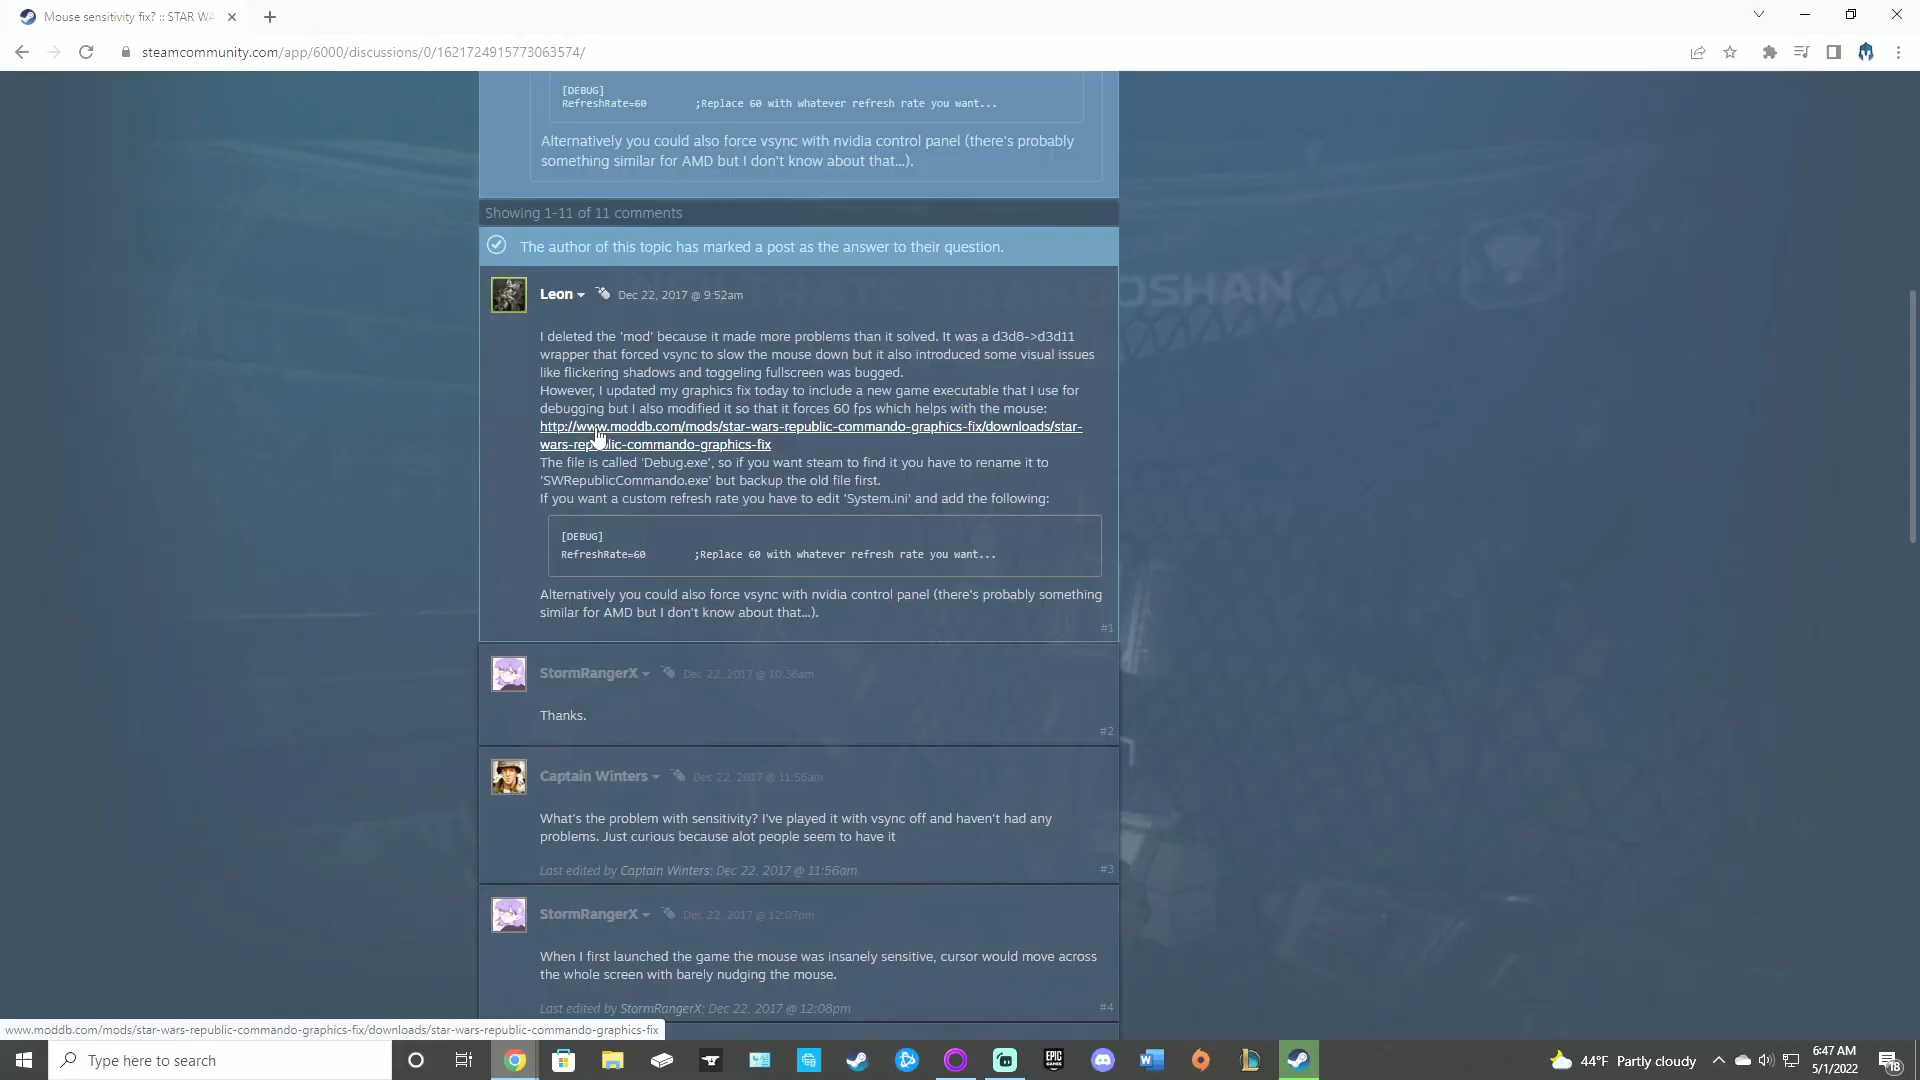 Mouse sensitivity fix? :: STAR WA
steamcommunity.com/app/6000/discussions/0/1621724915773063574/
[DEBUG]
RefreshRate=60 ;Replace 60 with whatever refresh rate you want...
Alternatively you could also force vsync with nvidia control panel (there's probably
something similar for AMD but I don't know about that...).
Showing 1-11 of 11 comments
The author of this topic has marked a post as the answer to their question.
Leon Dec 22, 2017 @ 9:52am
I deleted the 'mod' because it made more problems than it solved. It was a d3d8->d3d11
wrapper that forced vsync to slow the mouse down but it also introduced some visual issues
like flickering shadows and toggeling fullscreen was bugged.
However, I updated my graphics fix today to include a new game executable that I use for
debugging but I also modified it so that it forces 60 fps which helps with the mouse:
http://www.moddb.com/mods/star-wars-republic-commando-graphics-fix/downloads/star-
wars-republic-commando-graphics-fix
The file is called 'Debug.exe', so if you want steam to find it you have to rename it to
'SWRepublicCommando.exe' but backup the old file first.
If you want a custom refresh rate you have to edit 'System.ini' and add the following:
[DEBUG]
RefreshRate=60 ;Replace 60 with whatever refresh rate you want...
Alternatively you could also force vsync with nvidia control panel (there's probably something
similar for AMD but I don't know about that...).
#1
StormRangerX Dec 22, 2017 @ 10:36am
Thanks.
#2
Captain Winters Dec 22, 2017 @ 11:56am
What's the problem with sensitivity? I've played it with vsync off and haven't had any
problems. Just curious because alot people seem to have it
Last edited by Captain Winters; Dec 22, 2017 @ 11:56am
#3
StormRangerX Dec 22, 2017 @ 12:07pm
When I first launched the game the mouse was insanely sensitive, cursor would move across
the whole screen with barely nudging the mouse.
Last edited by StormRangerX; Dec 22, 2017 @ 12:08pm
#4
www.moddb.com/mods/star-wars-republic-commando-graphics-fix/downloads/star-wars-republic-commando-graphics-fix
Type here to search
EPIC
GAMES
44°F Partly cloudy
6:47 AM
5/1/2022
18